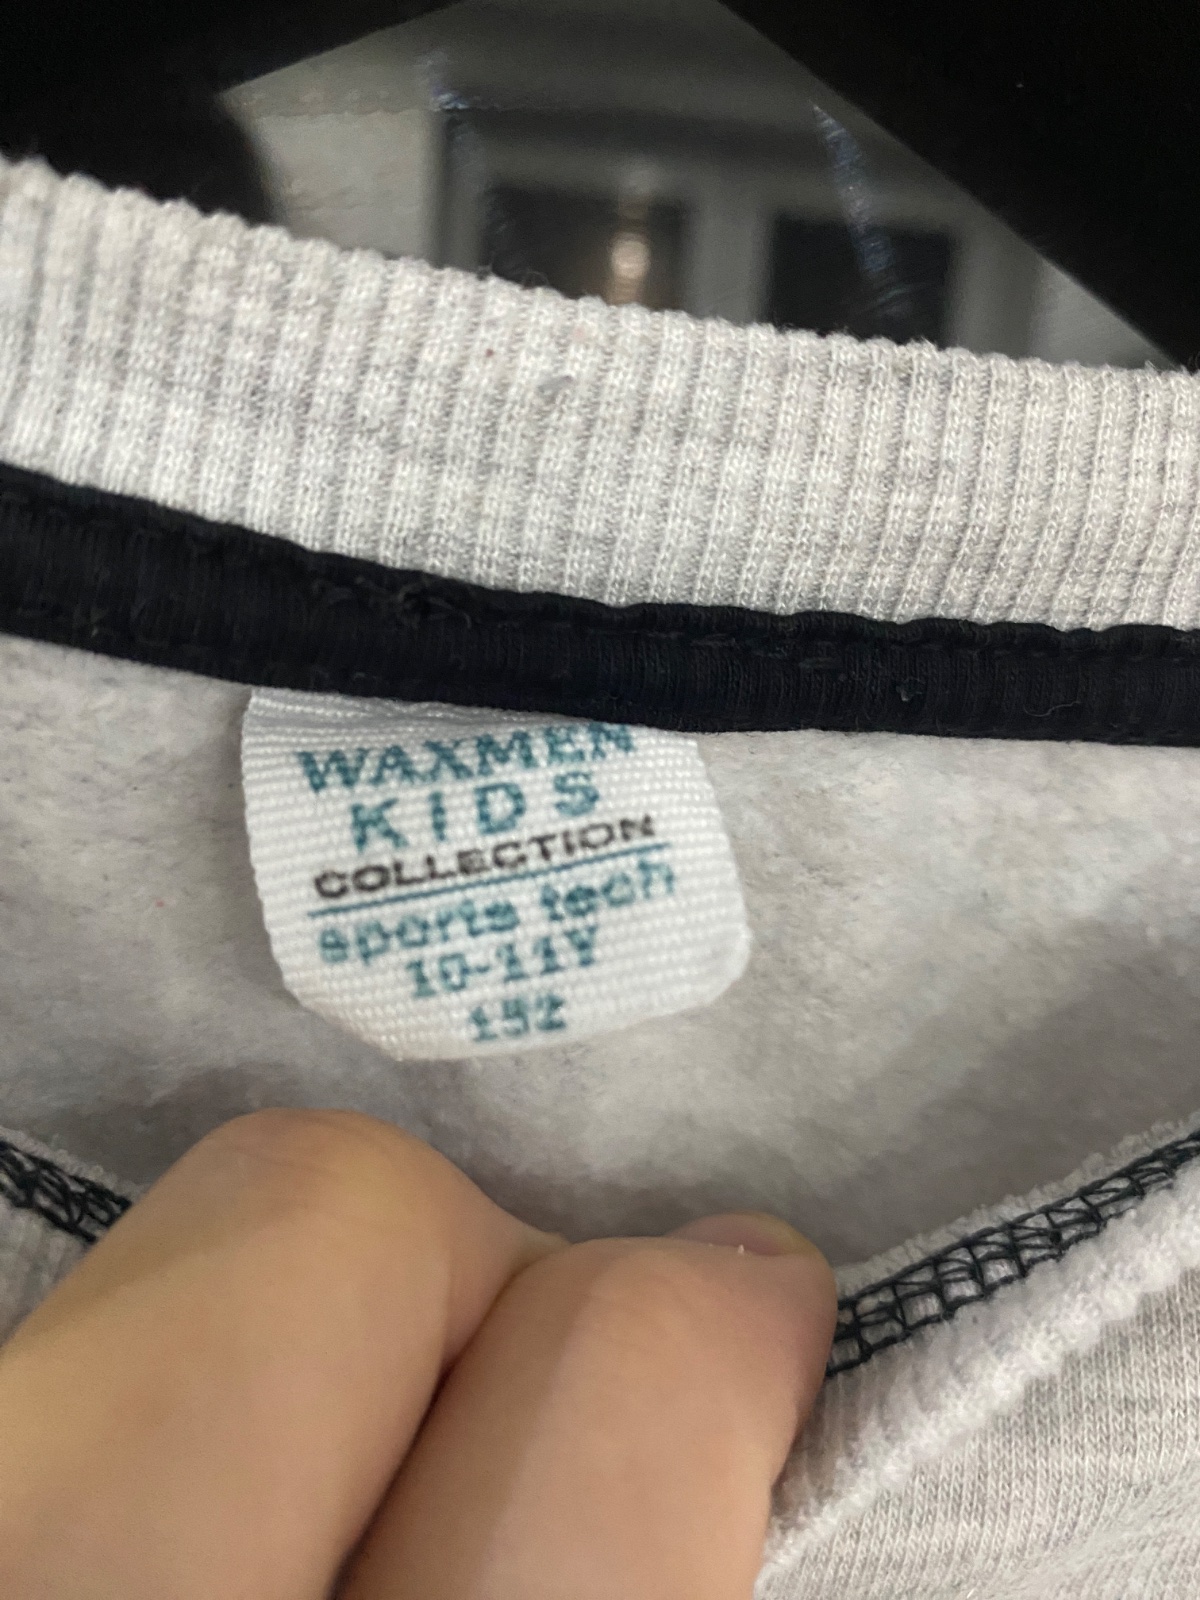 WAXMEN
KIDS
COLLECTION
sports tech
10-11Y
152